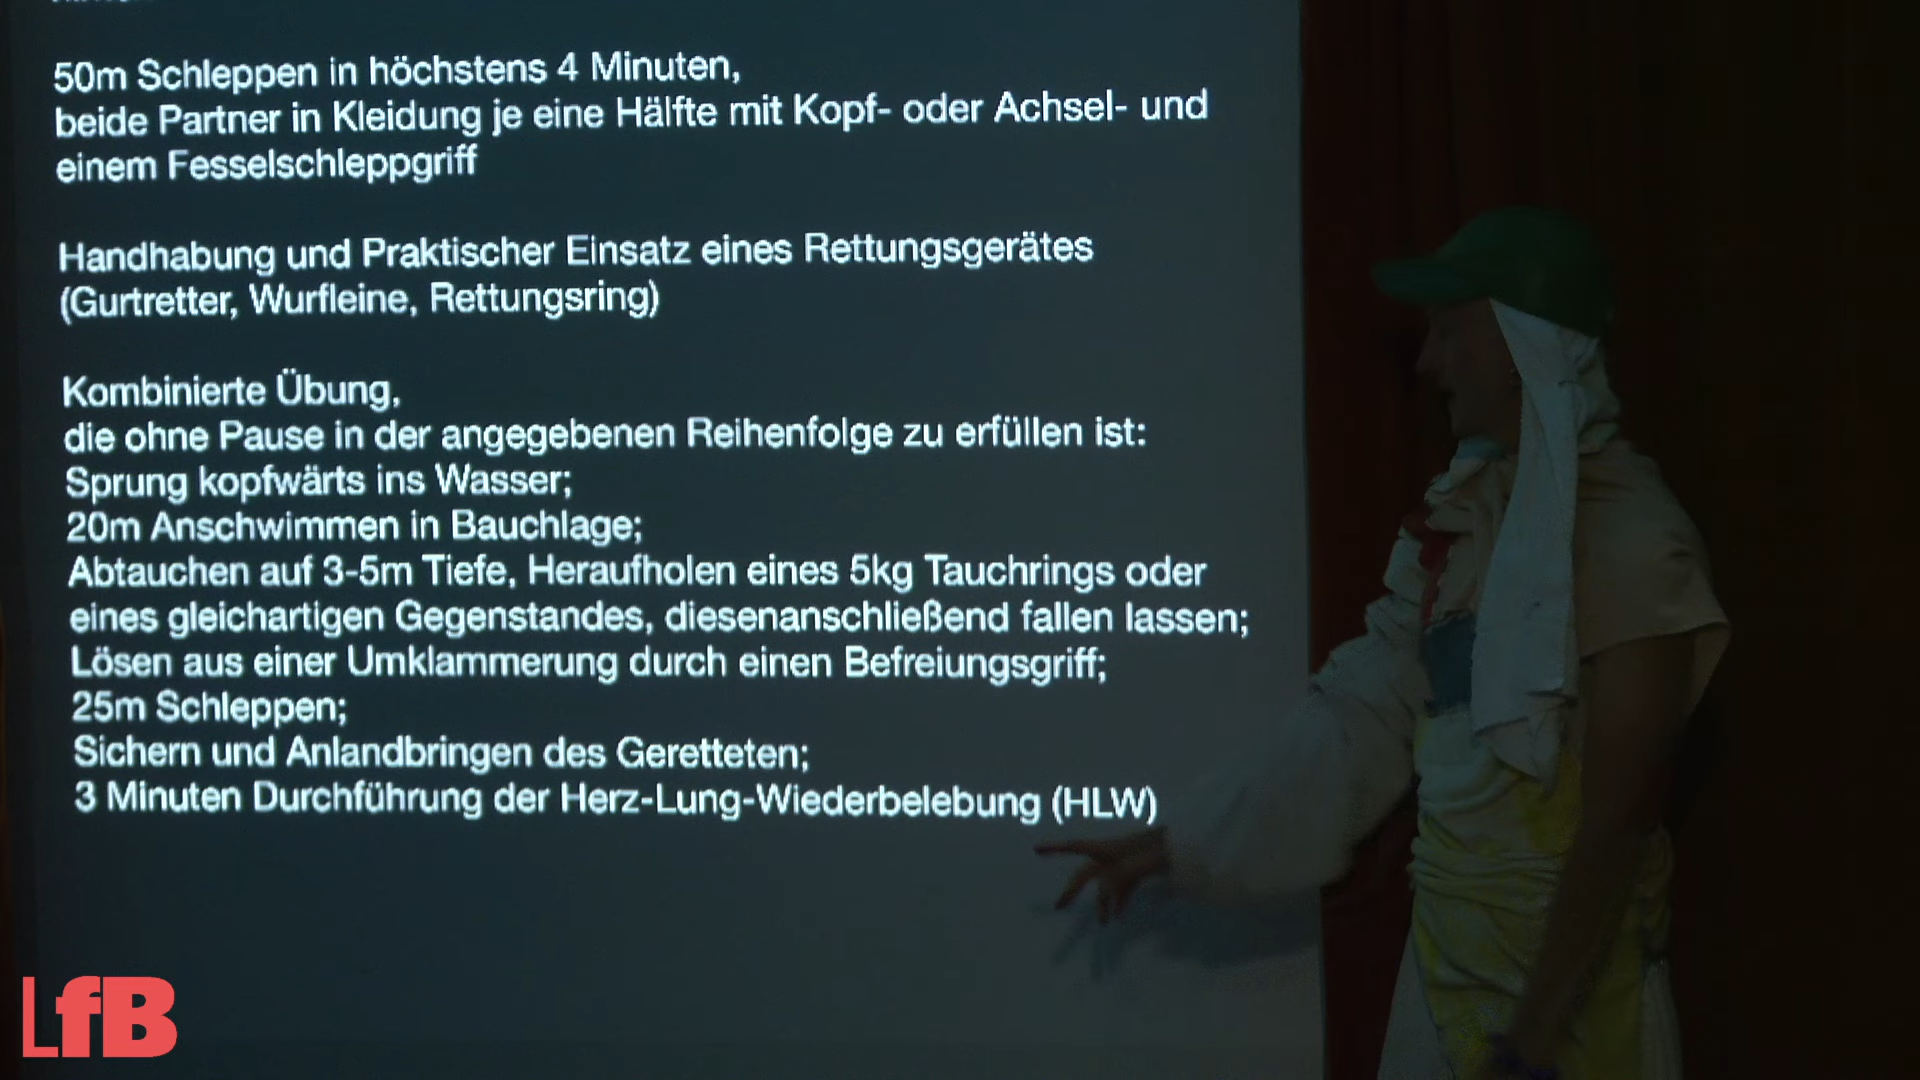 50m Schleppen in höchstens 4 Minuten,
beide Partner in Kleidung je eine Hälfte mit Kopf- oder Achsel- und
einem Fesselschleppgriff
Handhabung und Praktischer Einsatz eines Rettungsgerätes
(Gurtretter, Wurfleine, Rettungsring)
Kombinierte Übung,
die ohne Pause in der angegebenen Reihenfolge zu erfüllen ist:
Sprung kopfwärts ins Wasser;
20m Anschwimmen in Bauchlage;
Abtauchen auf 3-5m Tiefe, Heraufholen eines 5kg Tauchrings oder
eines gleichartigen Gegenstandes, diesenanschließend fallen lassen;
Lösen aus einer Umklammerung durch einen Befreiungsgriff;
25m Schleppen;
Sichern und Anlandbringen des Geretteten;
3 Minuten Durchführung der Herz-Lung-Wiederbelebung (HLW)
LfB